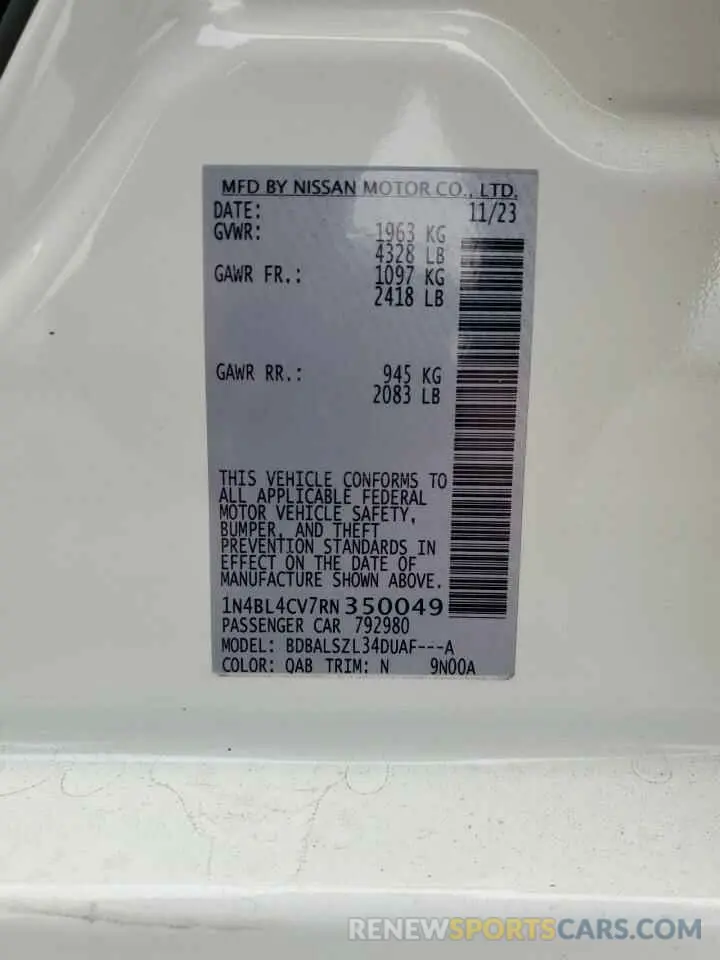 MFD BY NISSAN MOTOR CO., LTD.
DATE: 11/23
GVWR: 1963 KG
4328 LB
GAWR FR.: 1097 KG
2418 LB
GAWR RR.: 945 KG
2083 LB
THIS VEHICLE CONFORMS TO
ALL APPLICABLE FEDERAL
MOTOR VEHICLE SAFETY,
BUMPER, AND THEFT
PREVENTION STANDARDS IN
EFFECT ON THE DATE OF
MANUFACTURE SHOWN ABOVE.
1N4BL4CV7RN350049
PASSENGER CAR 792980
MODEL: BDBALSZL34DUAF---A
COLOR: QAB TRIM: N 9N00A
RENEWSPORTSCARS.COM